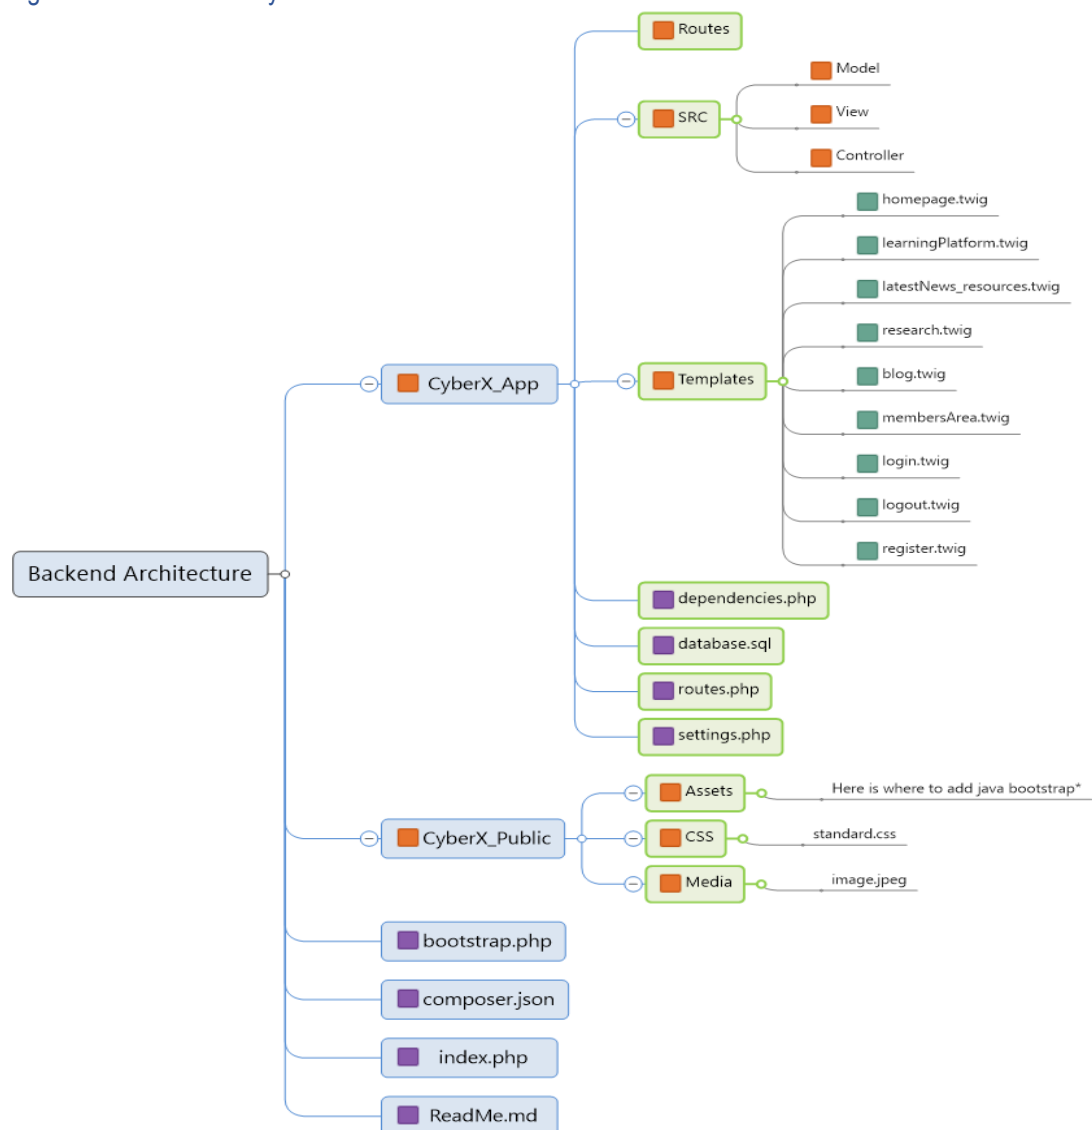 Routes
SRC
Model
View
Controller
Templates
homepage.twig
learningPlatform.twig
latestNews_resources.twig
research.twig
blog.twig
membersArea.twig
login.twig
logout.twig
register.twig
CyberX_App
dependencies.php
database.sql
routes.php
settings.php
Backend Architecture
CyberX_Public
Assets
Here is where to add java bootstrap*
CSS
standard.css
Media
image.jpeg
bootstrap.php
composer.json
index.php
ReadMe.md